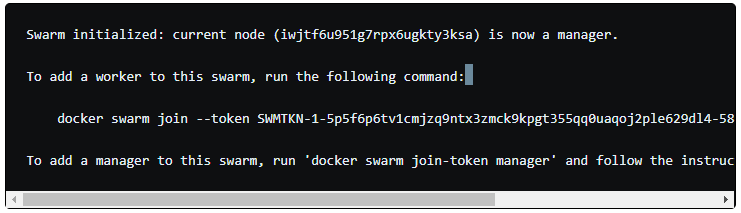 Swarm initialized: current node (iwjtf6u951g7rpx6ugkty3ksa) is now a manager.
To add a worker to this swarm, run the following command:
docker swarm join --token SWMTKN-1-5p5f6p6tv1cmjzq9ntx3zmck9kpgt355qq0uaqoj2ple629dl4-58
To add a manager to this swarm, run 'docker swarm join-token manager' and follow the instruc